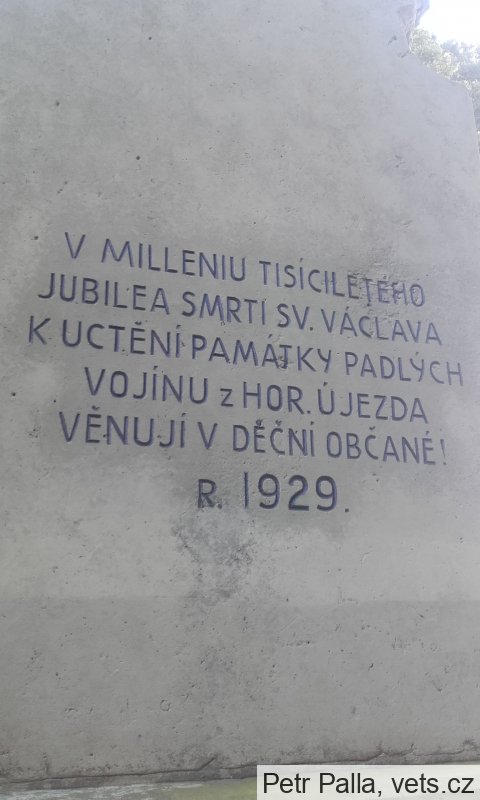 V MILLENIU TISÍCILETÉHO
JUBILEA SMRTI SV. VÁCLAVA
K UCTĚNÍ PAMÁTKY PADLÝCH
VOJÍNU z HOR. ÚJEZDA
VĚNUJÍ V DĚČNÍ OBČANÉ!
R. 1929.
Petr Palla, vets.cz